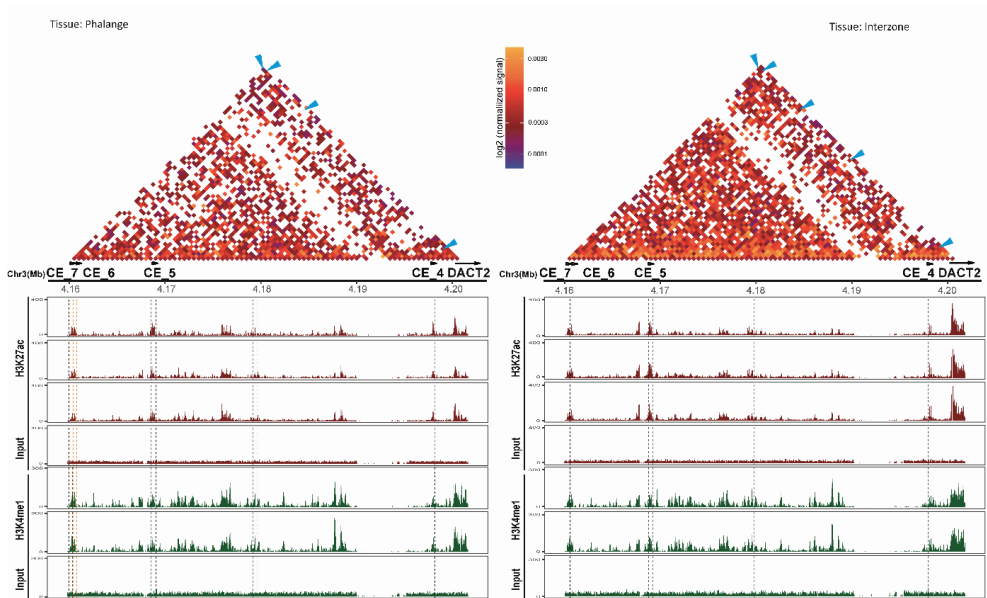 Tissue: Phalange
Tissue: Interzone
log2 (normalized signal)
0.0030
0.0010
0.0003
0.0001
Chr3(Mb) CE_7 CE_6 CE_5 CE_4 DACT2
4.16 4.17 4.18 4.19 4.20
H3K27ac
Input
H3K4me1
Input
Chr3(Mb) CE_7 CE_6 CE_5 CE_4 DACT2
4.16 4.17 4.18 4.19 4.20
H3K27ac
Input
H3K4me1
Input